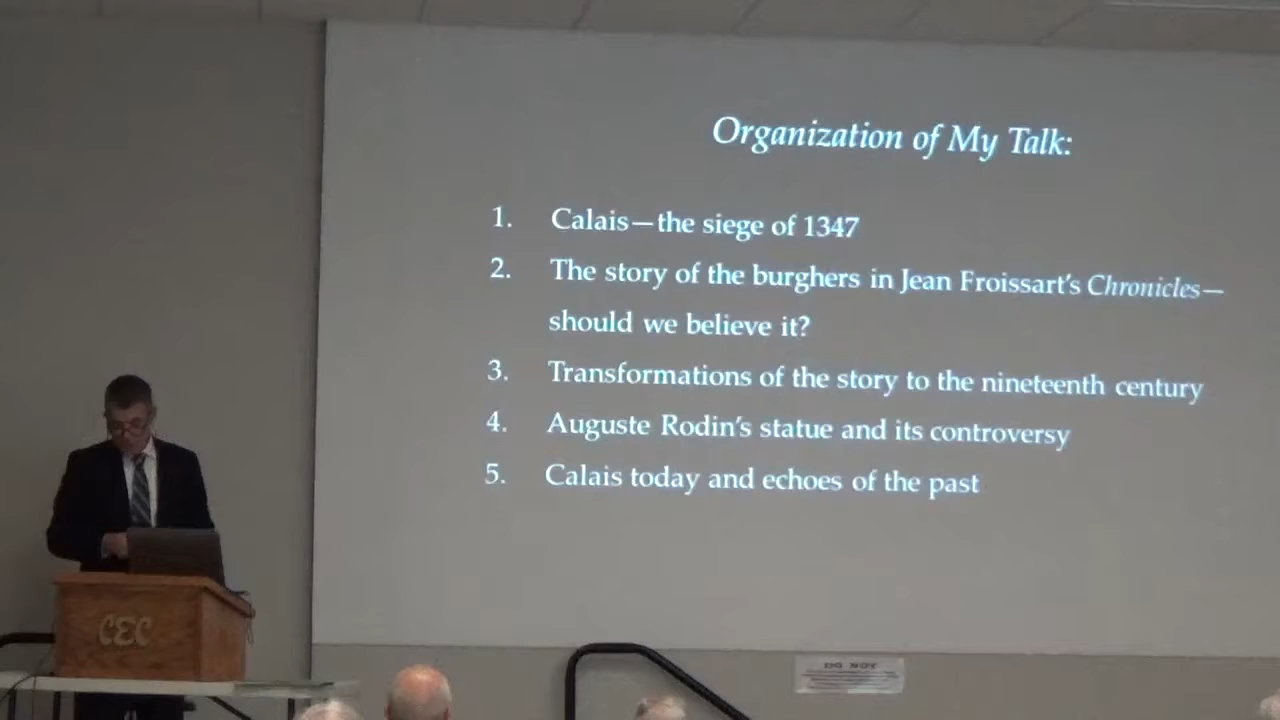 Organization of My Talk:
1. Calais—the siege of 1347
2. The story of the burghers in Jean Froissart's Chronicles—
should we believe it?
3. Transformations of the story to the nineteenth century
4. Auguste Rodin's statue and its controversy
5. Calais today and echoes of the past
CEC
DO NOT